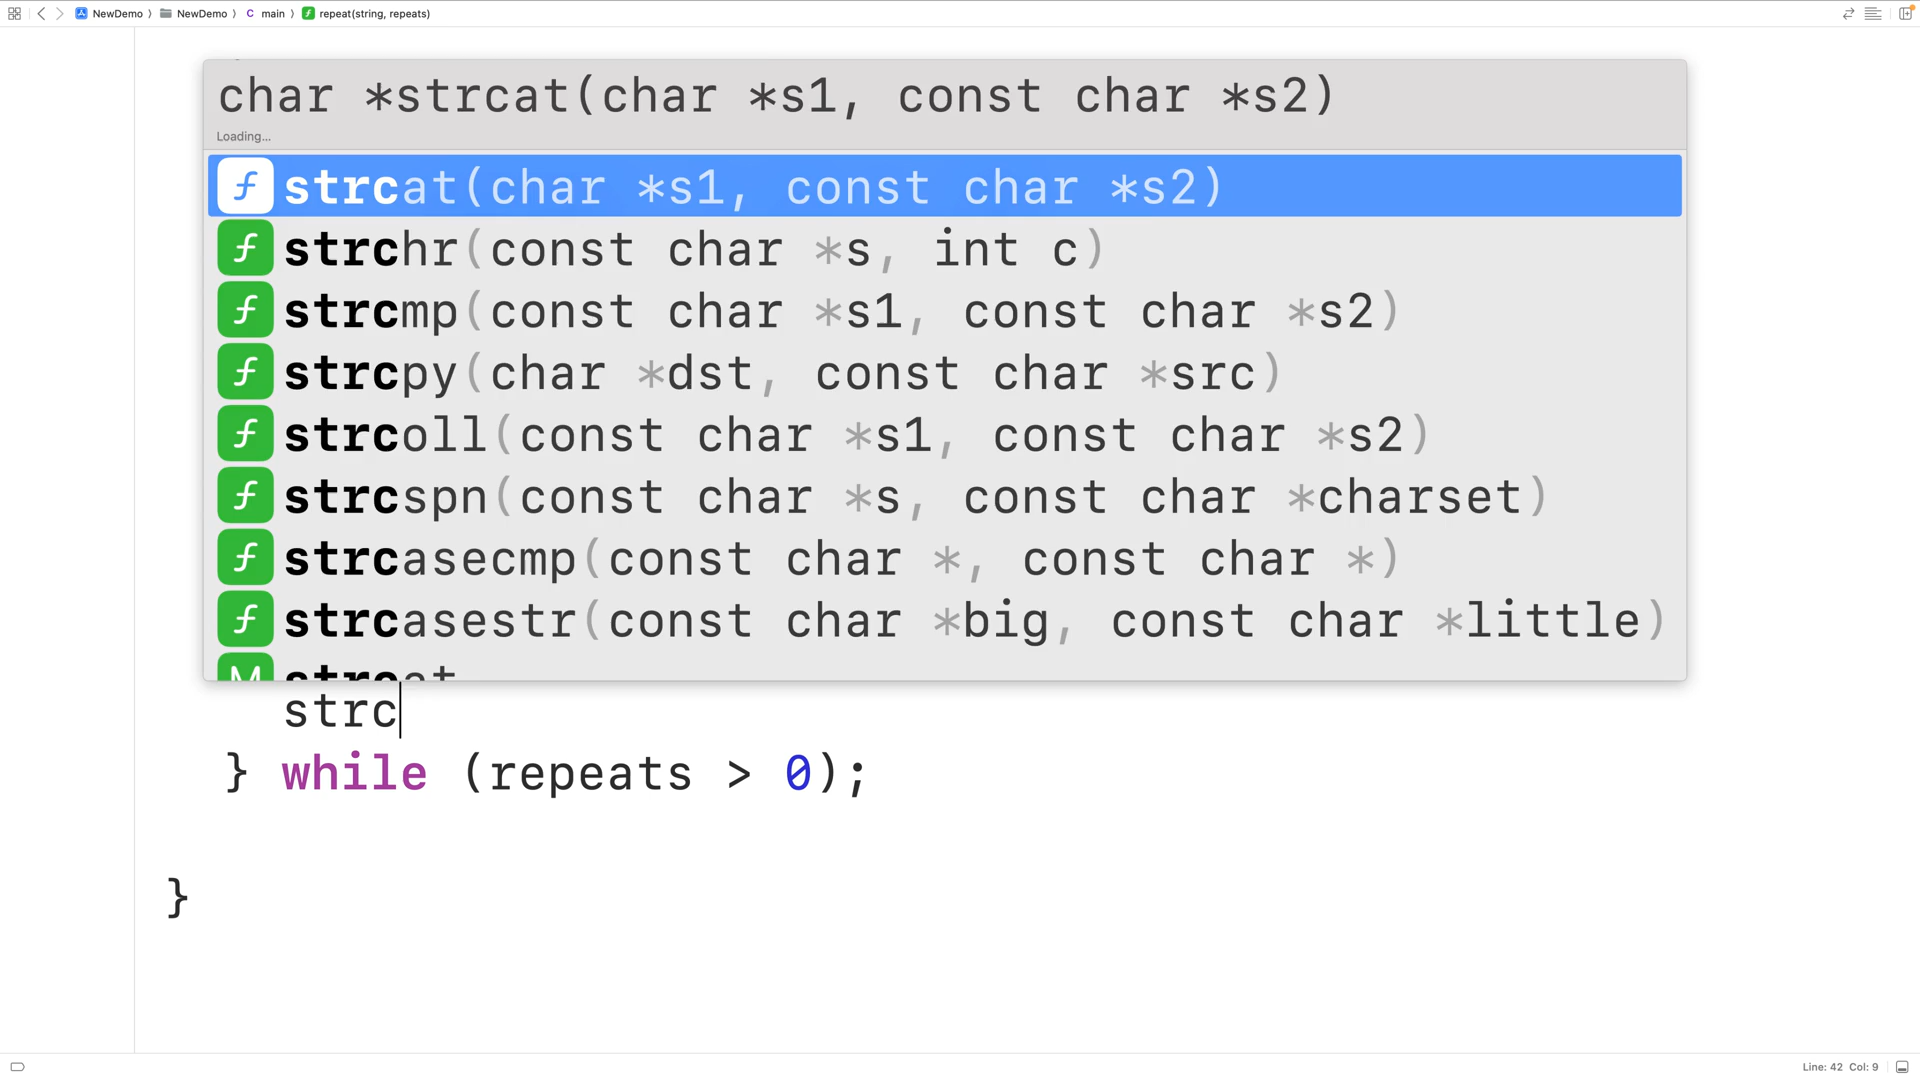 NewDemo NewDemo C main f repeat(string, repeats)
char *strcat(char *s1, const char *s2)
Loading...
f strcat(char *s1, const char *s2)
f strchr(const char *s, int c)
f strcmp(const char *s1, const char *s2)
f strcpy(char *dst, const char *src)
f strcoll(const char *s1, const char *s2)
f strcspn(const char *s, const char *charset)
f strcasecmp(const char *, const char *)
f strcasestr(const char *big, const char *little)
M strcat
strc
} while (repeats > 0);
}
Line: 42 Col: 9